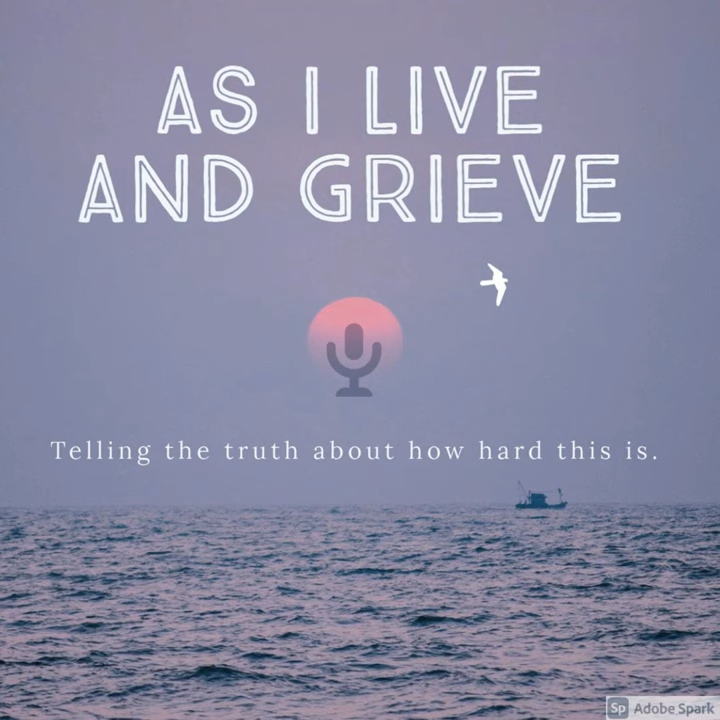 AS I LIVE
AND GRIEVE
Telling the truth about how hard this is.
Sp Adobe Spark